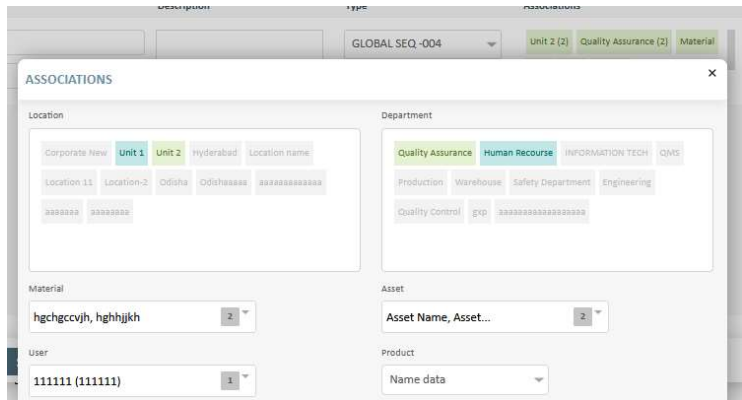 Description Type Associations
GLOBAL SEQ -004 Unit 2 (2) Quality Assurance (2) Material
ASSOCIATIONS ×
Location Department
Corporate New Unit 1 Unit 2 Hyderabad Location name Quality Assurance Human Recourse INFORMATION TECH QMS
Location 11 Location-2 Odisha Odishaaaaa aaaaaaaaaaaaa Production Warehouse Safety Department Engineering
aaaaaaa aaaaaaaa Quality Control gxp aaaaaaaaaaaaaaaaaa
Material Asset
hgchgccvjh, hghhjjkh 2 Asset Name, Asset... 2
User Product
111111 (111111) 1 Name data